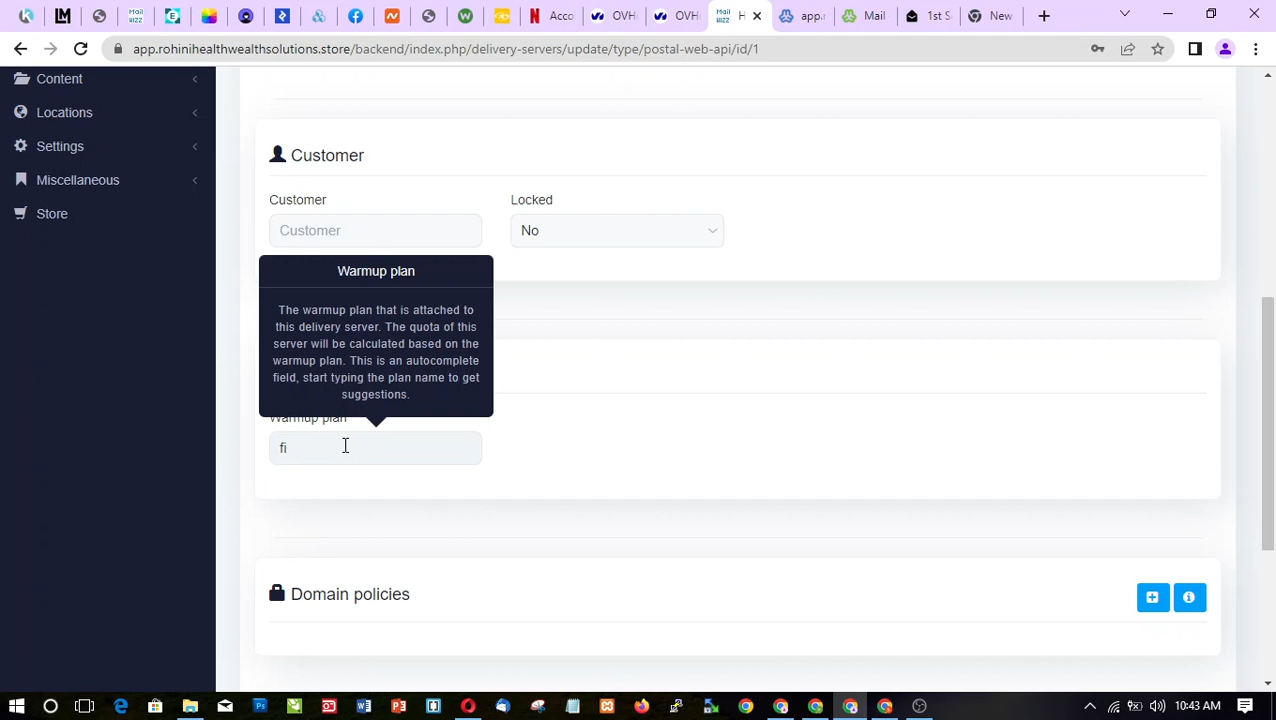 Acco
OVH
OVH
H
app.r
Mail
1st S
New
app.rohinihealthwealthsolutions.store/backend/index.php/delivery-servers/update/type/postal-web-api/id/1
Content
Locations
Settings
Miscellaneous
Store
Customer
Customer
Locked
Customer
No
Warmup plan
The warmup plan that is attached to
this delivery server. The quota of this
server will be calculated based on the
warmup plan. This is an autocomplete
field, start typing the plan name to get
suggestions.
Warmup plan
fi
Domain policies
10:43 AM